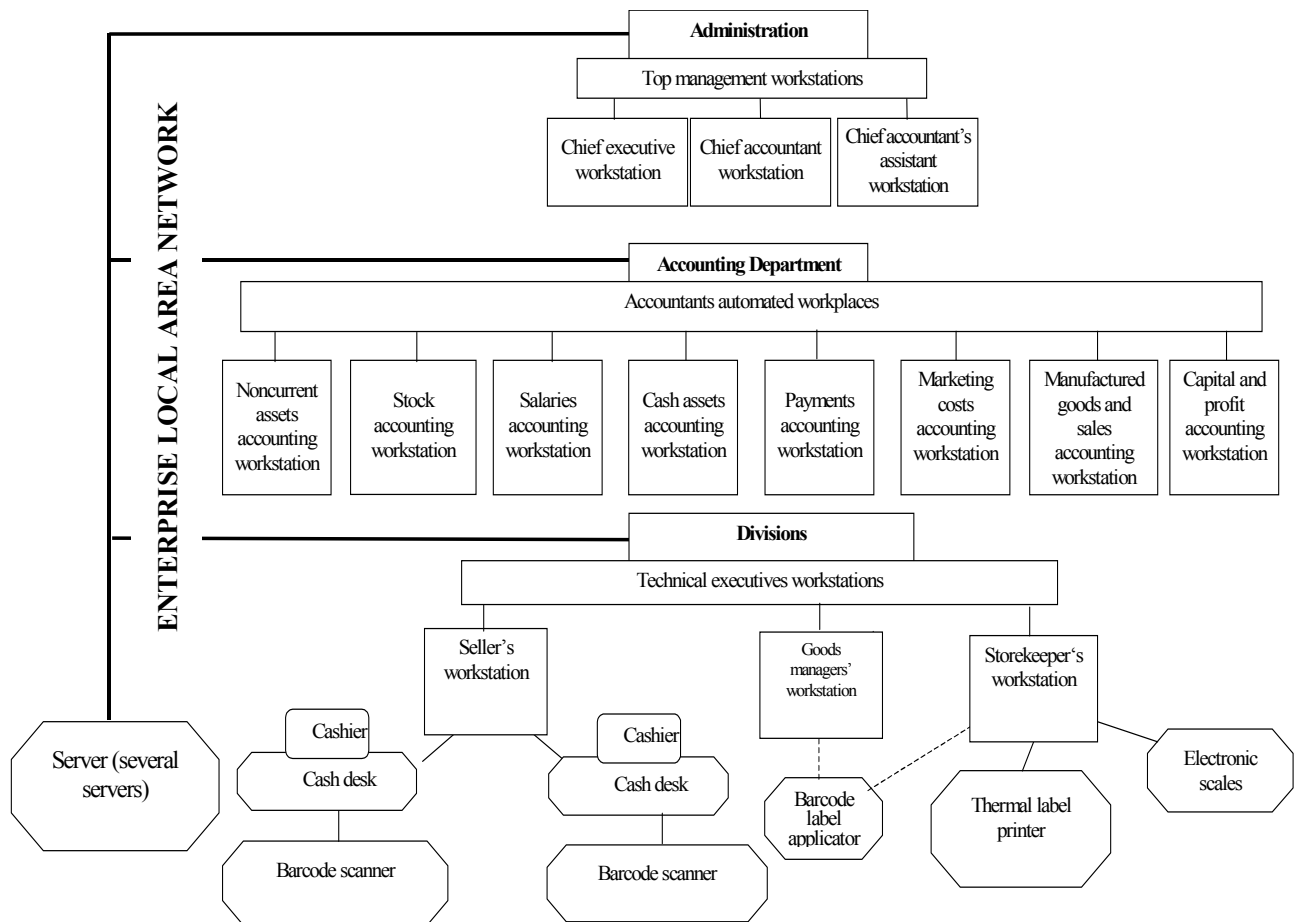 Administration
Top management workstations
Chief executive
workstation
Chief accountant
workstation
Chief accountant's
assistant
workstation
ENTERPRISE LOCAL AREA NETWORK
Accounting Department
Accountants automated workplaces
Noncurrent
assets
accounting
workstation
Stock
accounting
workstation
Salaries
accounting
workstation
Cash assets
accounting
workstation
Payments
accounting
workstation
Marketing
costs
accounting
workstation
Manufactured
goods and
sales
accounting
workstation
Capital and
profit
accounting
workstation
Divisions
Technical executives workstations
Seller's
workstation
Goods
managers'
workstation
Storekeeper‘s
workstation
Server (several
servers)
Cashier
Cash desk
Barcode scanner
Cashier
Cash desk
Barcode scanner
Barcode
label
applicator
Thermal label
printer
Electronic
scales